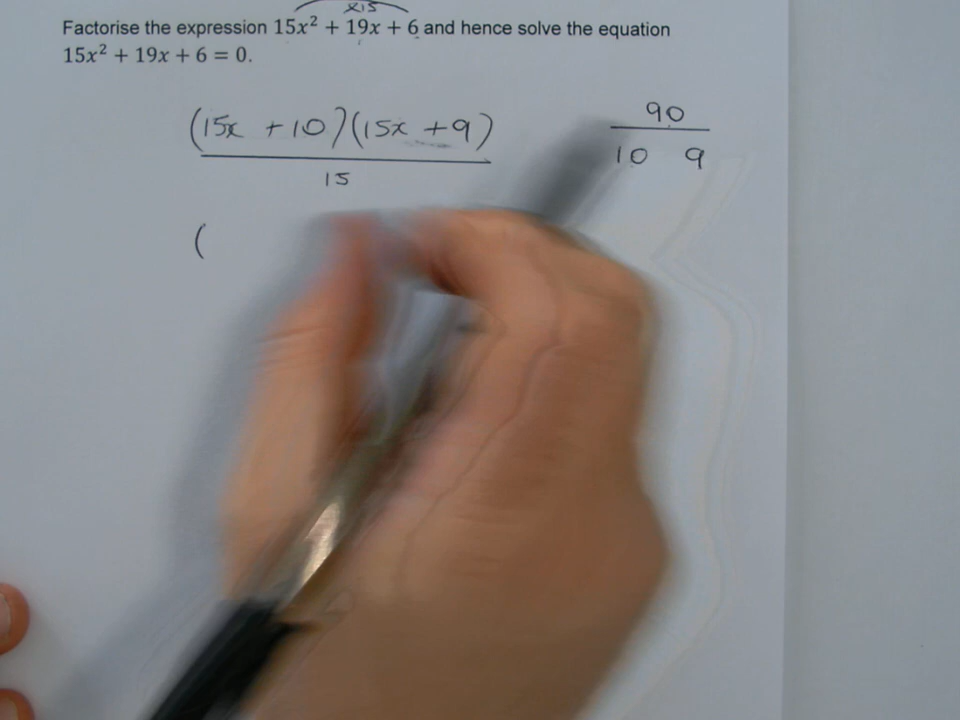 ×15
Factorise the expression 15x² + 19x + 6 and hence solve the equation
15x² + 19x + 6 = 0.
(15x + 10)(15x + 9)
15
90
10 9
(